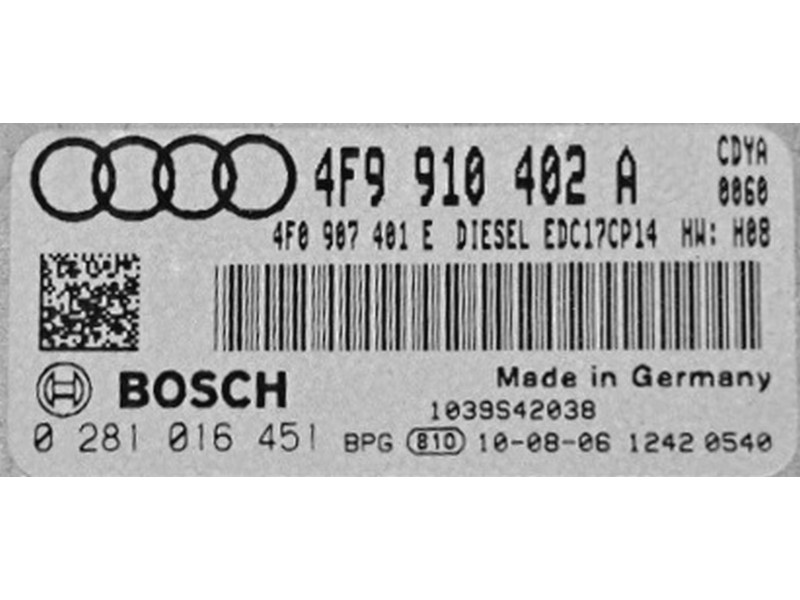 4F9 910 402 A CDYA
0060
4F0 907 401 E DIESEL EDC17CP14 HW: H08
BOSCH Made in Germany
1039S42038
0 281 016 451 BPG 810 10-08-06 1242 0540